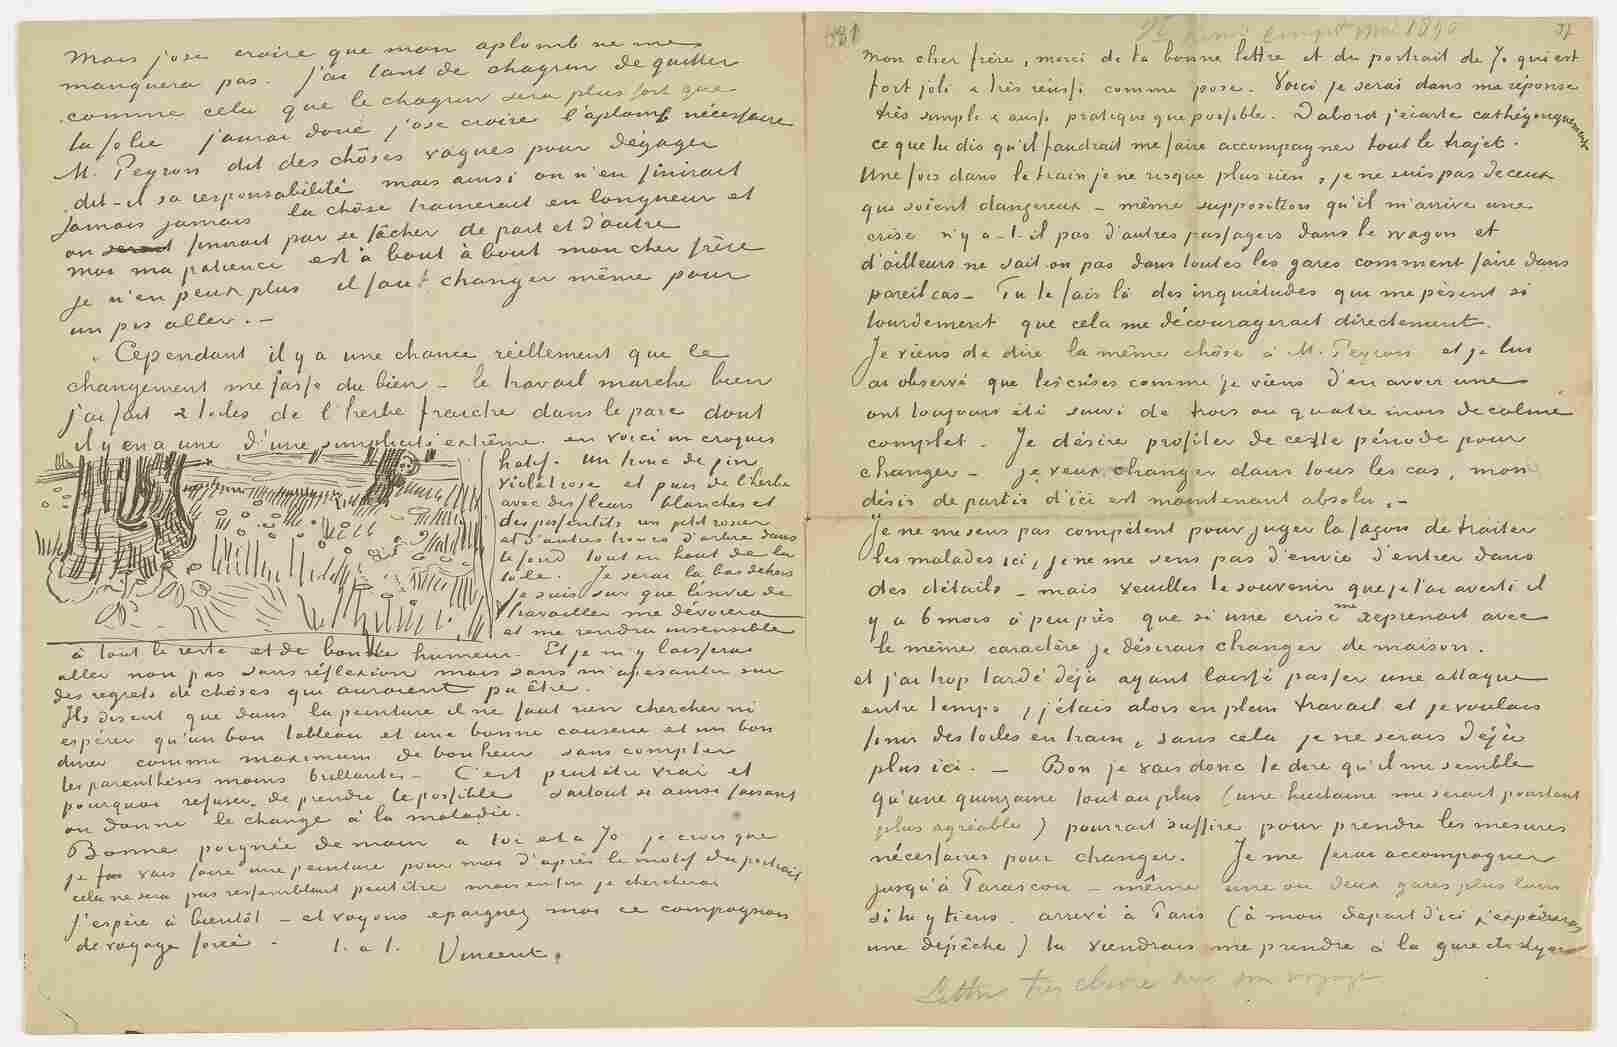 Mon cher frère, merci de ta bonne lettre et du portrait de Jo qui est
fort joli & très réussi comme pose. Voici je serai dans ma réponse
très simple & aussi pratique que possible. D'abord j'écarte cathégoriquement
ce que tu dis qu'il faudrait me faire accompagner tout le trajet.
Une fois dans le train je ne risque plus rien, je ne suis pas de ceux
qui soient dangereux – même supposition qu'il m'arrive une
crise n'y a-t-il pas d'autres passagers dans le wagon et
d'ailleurs ne sait-on pas dans toutes les gares comment faire dans
pareil cas – Tu te fais là des inquiétudes qui me pèsent si
lourdement que cela me découragerait directement.
Je viens de dire la même chôse à M. Peyron et je lui
ai observé que les crises comme je viens d'en avoir une
ont toujours été suivi de trois ou quatre mois de calme
complet. Je désire profiter de cette période pour
changer – je veux changer dans tous les cas, mon
désir de partir d'ici est maintenant absolu. –
Je ne me sens pas compétent pour juger la façon de traiter
les malades ici, je ne me sens pas d'envie d'entrer dans
des détails – mais veuilles te souvenir que je t'ai averti il
y a 6 mois à peu près que si une crise me reprenait avec
le même caractère je désirais changer de maison.
et j'ai trop tardé déjà ayant laissé passer une attaque
entre temps, j'étais alors en plein travail et je voulais
finir des toiles en train, sans cela je ne serais déjà
plus ici. – Bon je vais donc te dire qu'il me semble
qu'une quinzaine tout au plus (une huitaine me serait pourtant
plus agréable) pourrait suffire pour prendre les mesures
nécessaires pour changer. Je me ferai accompagner
jusqu'à Tarascon – même une ou deux gares plus loin
si tu y tiens. arrivé à Paris (à mon départ d'ici j'expédierais
une dépêche) tu viendrais me prendre à la gare de Lyon
Lettre très claire sur son voyage
Mais j'ose croire que mon aplomb ne me
manquera pas. J'ai tant de chagrin de quitter
comme cela que le chagrin sera plus fort que
la folie j'aurai donc j'ose croire l'aplomb nécessaire
M. Peyron dit des chôses vagues pour dégager
dit-il sa responsabilité mais ainsi on n'en finirait
jamais jamais la chôse trainerait en longueur et
on finirait par se fâcher de part et d'autre
moi ma patience est à bout à bout mon cher frère
je n'en peux plus il faut changer même pour
un pis aller. –
Cependant il y a une chance réellement que le
changement me fasse du bien – le travail marche bien
j'ai fait 2 toiles de l'herbe fraiche dans le parc dont
il y en a une d'une simplicité extrême. en voici un croquis
hatif. Un tronc de pin
violet rose et puis de l'herbe
avec des fleurs blanches et
des pissenlits un petit rosier
et d'autres troncs d'arbre dans
le fond tout en haut de la
toile. Je serai là bas dehors
je suis sur que l'envie de
travailler me dévorera
et me rendra insensible
à tout le reste et de bonne humeur. Et je m'y laisserai
aller non pas sans réflexion mais sans m'apesantir sur
des regrets de chôses qui auraient pu être.
Ils disent que dans la peinture il ne faut rien chercher ni
espérer qu'un bon tableau et une bonne causerie et un bon
diner comme maximum de bonheur sans compter
les parenthèses moins brillantes – C'est peut-être vrai et
pourquoi refuser de prendre le possible surtout si ainsi faisant
on donne le change à la maladie.
Bonne poignée de main à toi et à Jo je crois que
je vais faire une peinture pour moi d'après le motif du portrait
cela ne sera pas ressemblant peut être mais enfin je chercherai
J'espère à bientôt – et voyons epargnez moi ce compagnon
de voyage forcé. t. à t. Vincent.